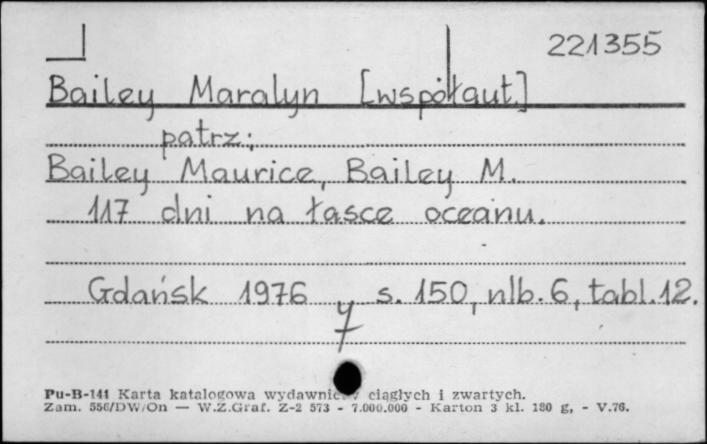 221355
Bailey Maralyn [współaut.]
patrz:
Bailey Maurice, Bailey M.
117 dni na łasce oceanu.
Gdańsk 1976 s. 150, nlb. 6, tabl. 12.
Pu-B-141 Karta katalogowa ciągłych i zwartych.
Zam. 556/DW/On — W.Z.Graf. Z-2 573 - 7.000.000 - Karton 3 kl. 180 g, - V.76.